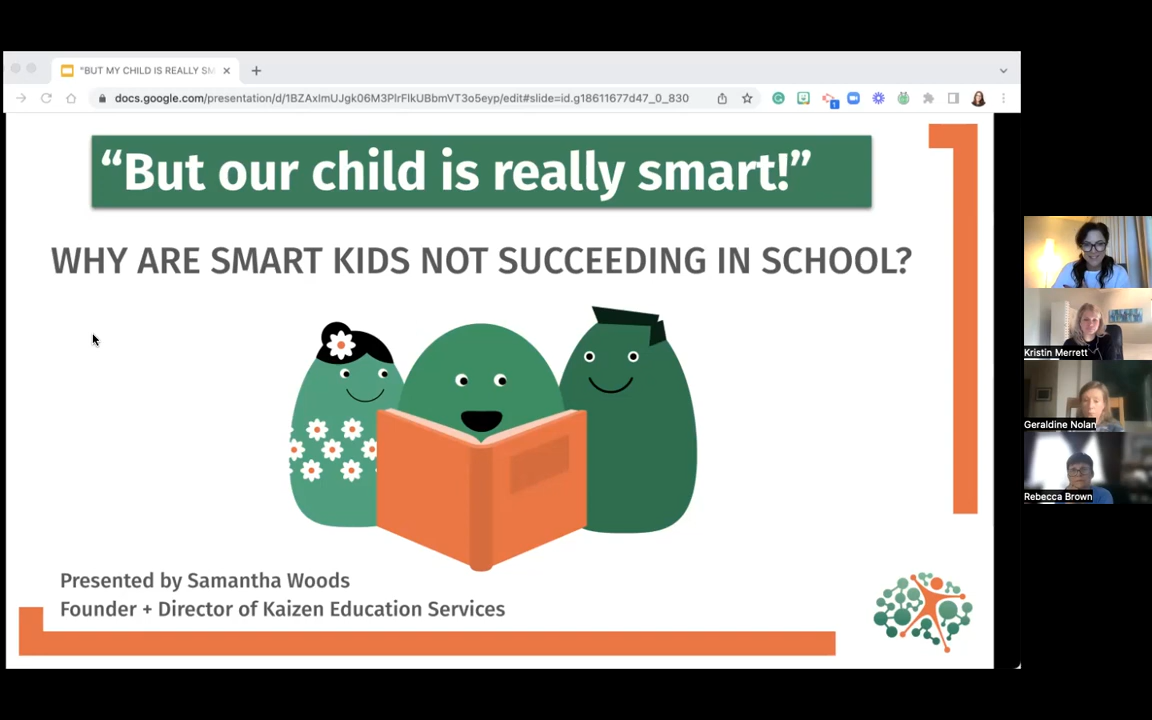 "BUT MY CHILD IS REALLY SM
docs.google.com/presentation/d/1BZAxImUJgk06M3PlrFlkUBbmVT3o5eyp/edit#slide=id.g18611677d47_0_830
1
“But our child is really smart!”
WHY ARE SMART KIDS NOT SUCCEEDING IN SCHOOL?
Presented by Samantha Woods
Founder + Director of Kaizen Education Services
Kristin Merrett
Geraldine Nolan
Rebecca Brown